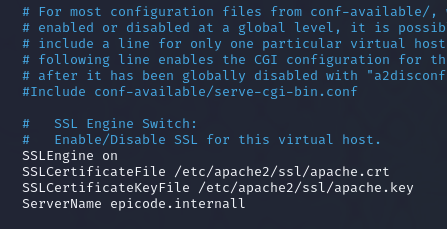 # For most configuration files from conf-available/,
# enabled or disabled at a global level, it is possib
# include a line for only one particular virtual host
# following line enables the CGI configuration for th
# after it has been globally disabled with "a2disconf
#Include conf-available/serve-cgi-bin.conf
#   SSL Engine Switch:
#   Enable/Disable SSL for this virtual host.
SSLEngine on
SSLCertificateFile /etc/apache2/ssl/apache.crt
SSLCertificateKeyFile /etc/apache2/ssl/apache.key
ServerName epicode.internall